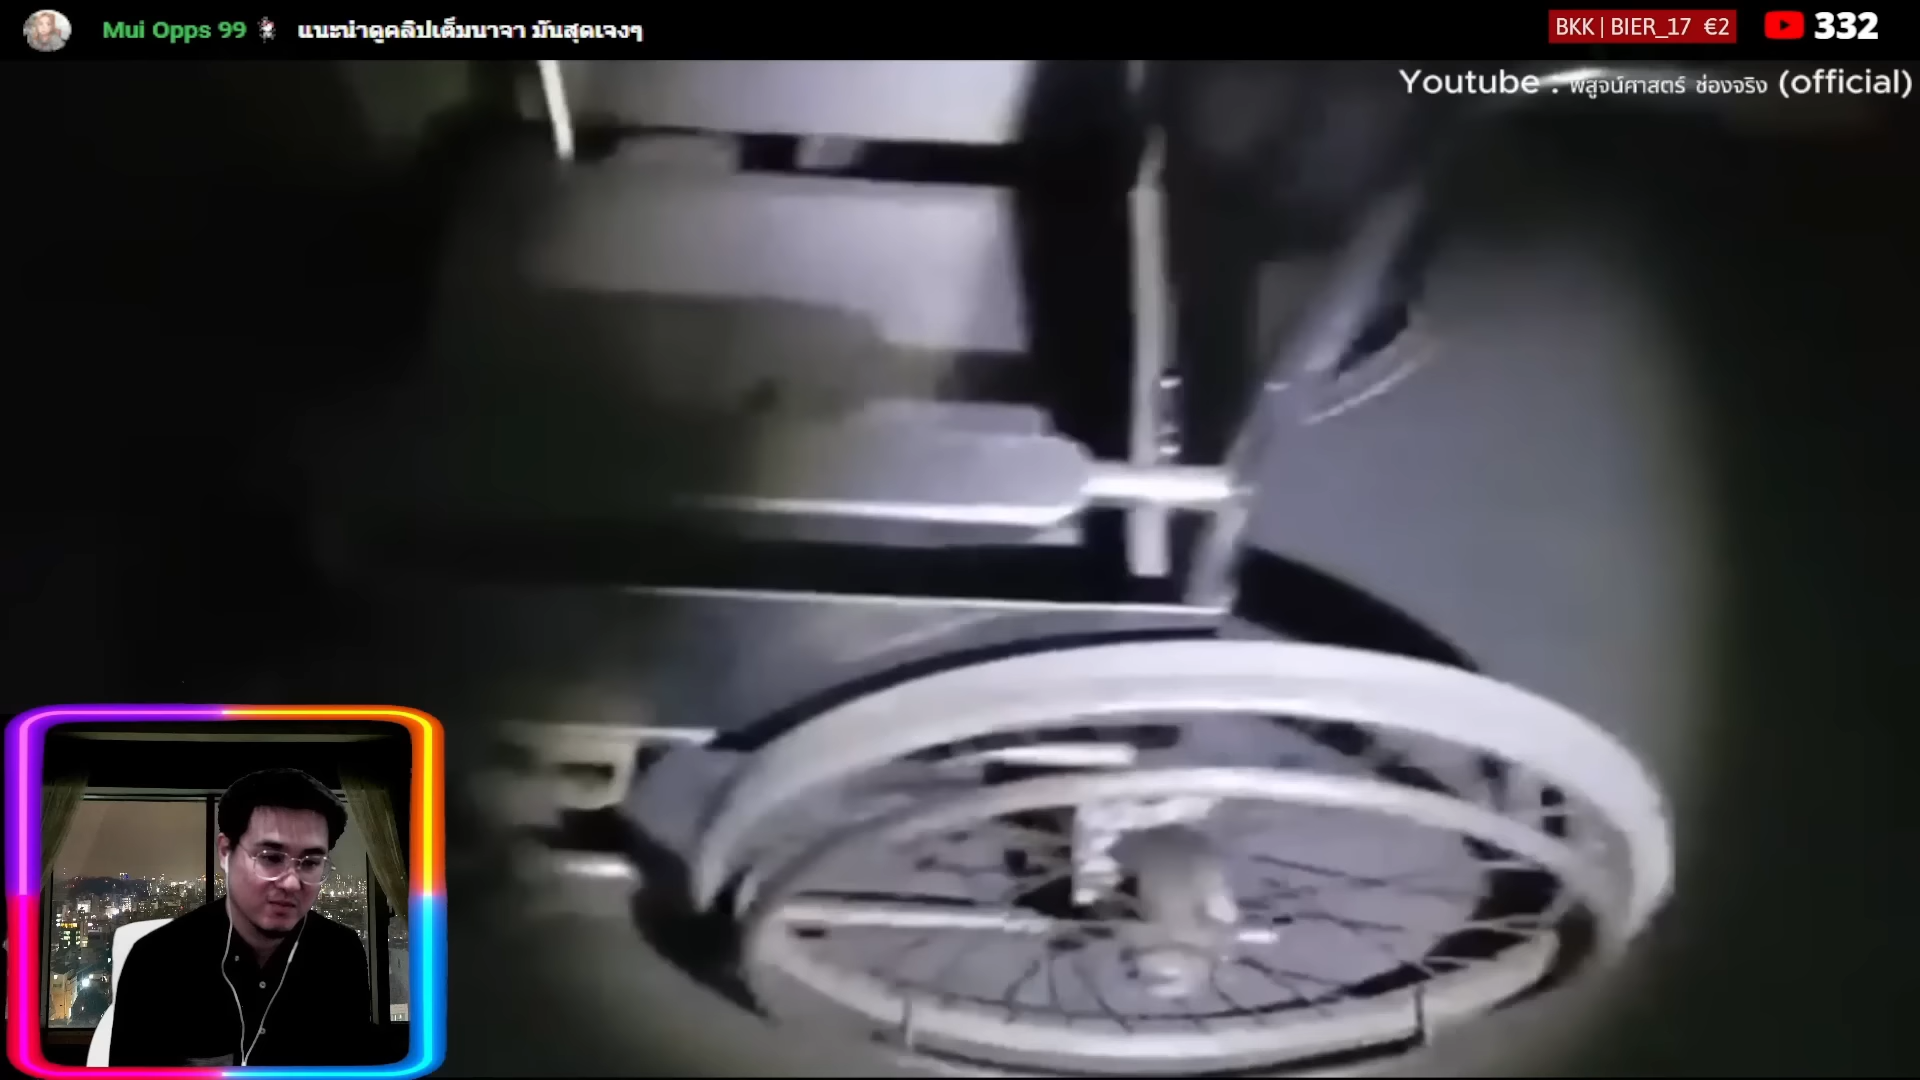 Mui Opps 99 แนะนำดูคลิปเต็มนาจา มันสุดเจงๆ
BKK | BIER_17 €2
332
Youtube : พิสูจน์ศาสตร์ ช่องจริง (official)